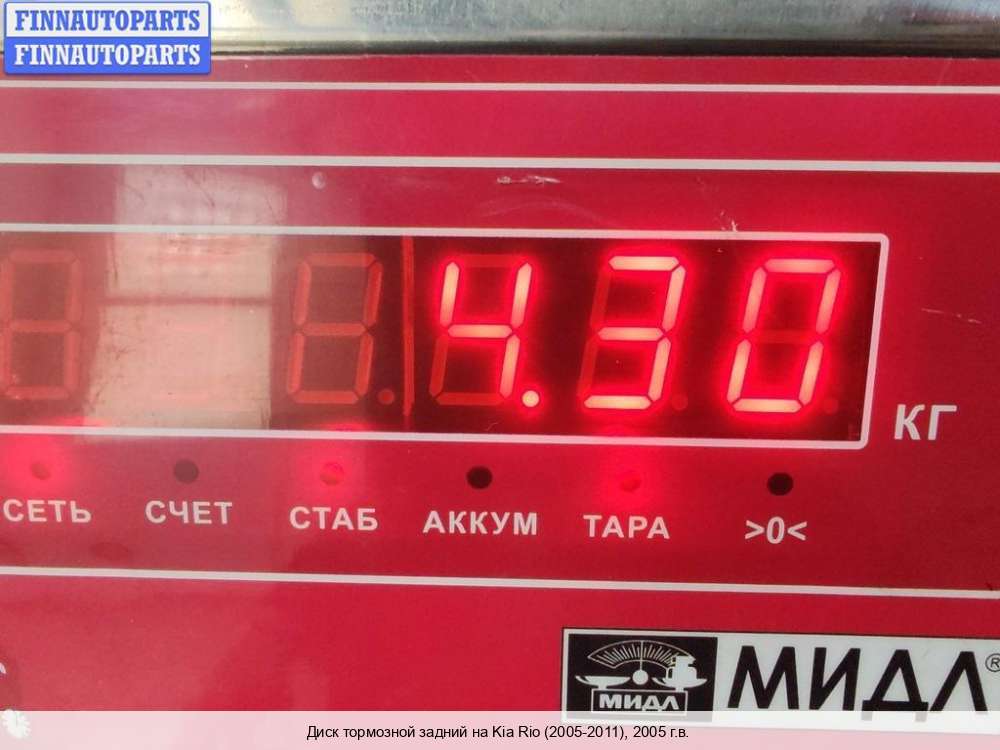 FINNAUTOPARTS
FINNAUTOPARTS
4.30
КГ
СЕТЬ СЧЕТ СТАБ АККУМ ТАРА >0<
МИДЛ МИДЛ®
Диск тормозной задний на Kia Rio (2005-2011), 2005 г.в.